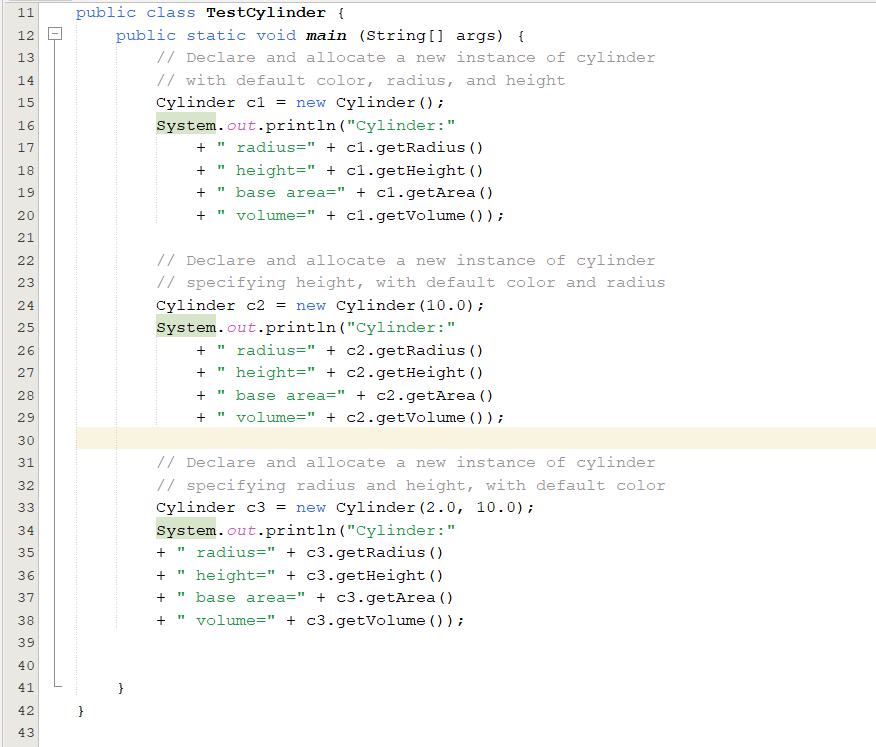 11 public class TestCylinder {
12 public static void main (String[] args) {
13 // Declare and allocate a new instance of cylinder
14 // with default color, radius, and height
15 Cylinder c1 = new Cylinder();
16 System.out.println("Cylinder:"
17 + " radius=" + c1.getRadius()
18 + " height=" + c1.getHeight()
19 + " base area=" + c1.getArea()
20 + " volume=" + c1.getVolume());
21
22 // Declare and allocate a new instance of cylinder
23 // specifying height, with default color and radius
24 Cylinder c2 = new Cylinder(10.0);
25 System.out.println("Cylinder:"
26 + " radius=" + c2.getRadius()
27 + " height=" + c2.getHeight()
28 + " base area=" + c2.getArea()
29 + " volume=" + c2.getVolume());
30
31 // Declare and allocate a new instance of cylinder
32 // specifying radius and height, with default color
33 Cylinder c3 = new Cylinder(2.0, 10.0);
34 System.out.println("Cylinder:"
35 + " radius=" + c3.getRadius()
36 + " height=" + c3.getHeight()
37 + " base area=" + c3.getArea()
38 + " volume=" + c3.getVolume());
39
40
41 }
42 }
43